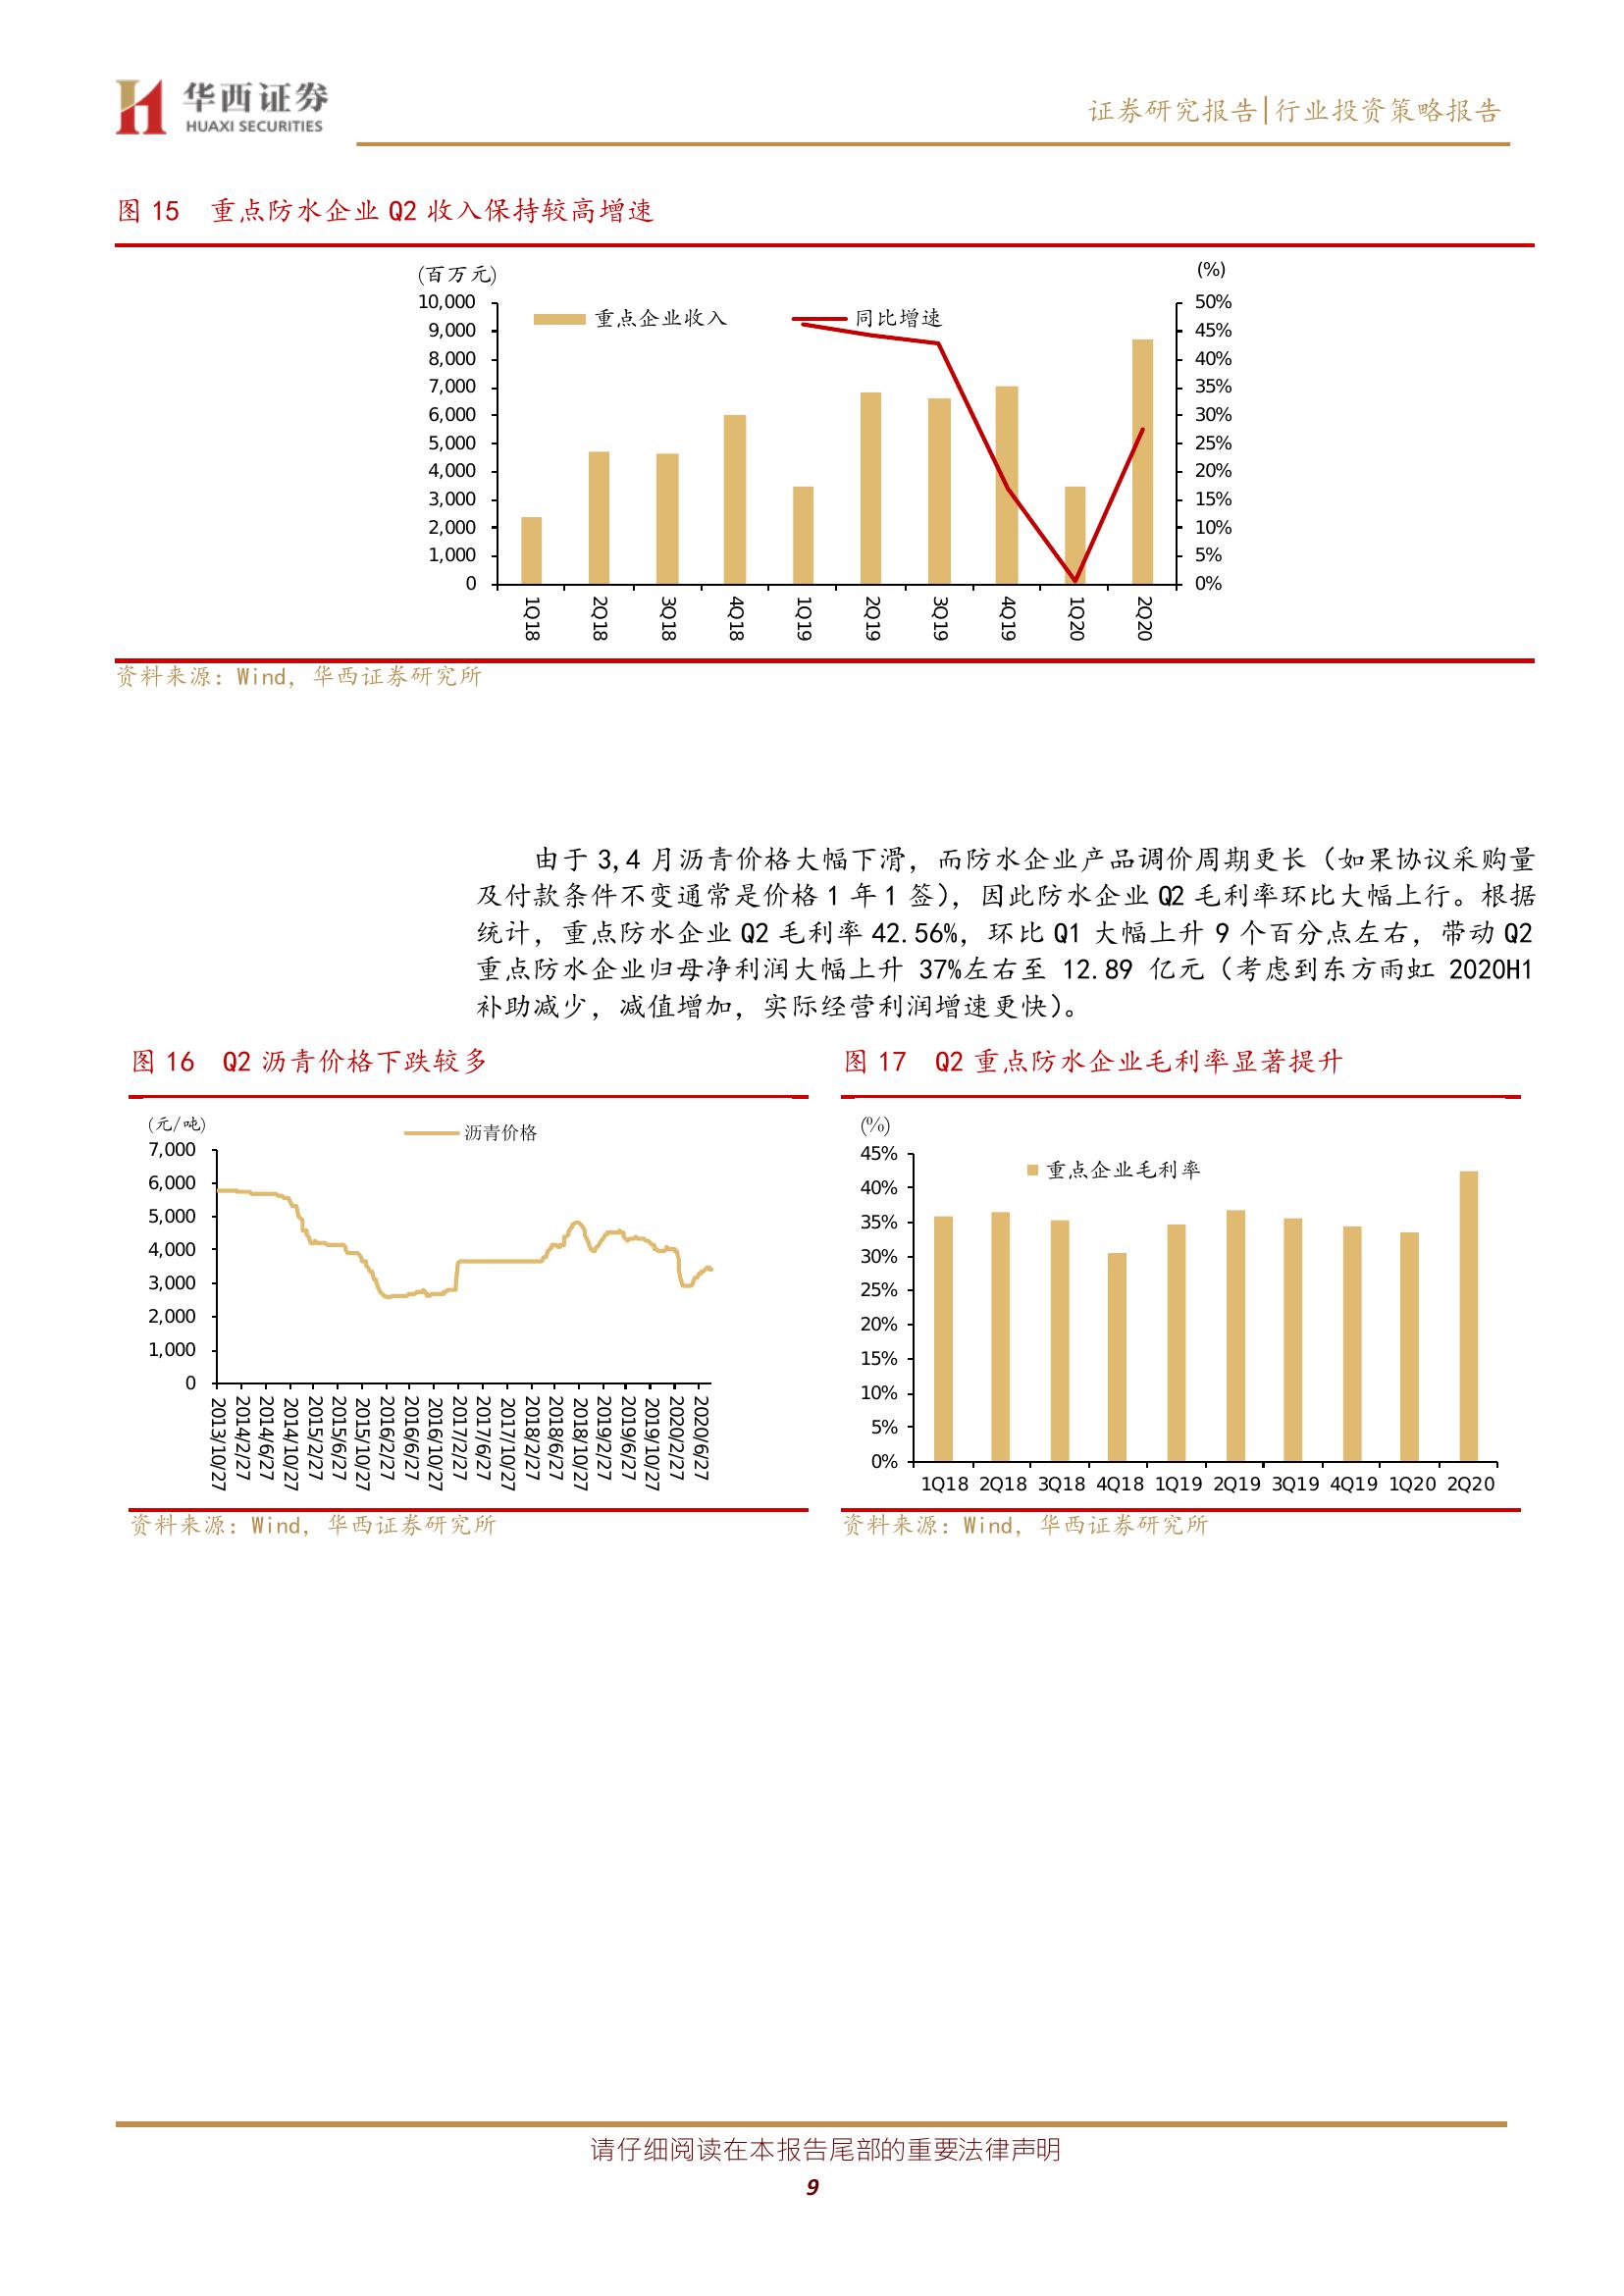 华西证券
HUAXI SECURITIES
证券研究报告|行业投资策略报告
图 15 重点防水企业 Q2 收入保持较高增速
(百万元)
(%)
重点企业收入
同比增速
10,000
9,000
8,000
7,000
6,000
5,000
4,000
3,000
2,000
1,000
0
50%
45%
40%
35%
30%
25%
20%
15%
10%
5%
0%
1Q18
2Q18
3Q18
4Q18
1Q19
2Q19
3Q19
4Q19
1Q20
2Q20
资料来源：Wind，华西证券研究所
由于 3,4 月沥青价格大幅下滑，而防水企业产品调价周期更长（如果协议采购量
及付款条件不变通常是价格 1 年 1 签），因此防水企业 Q2 毛利率环比大幅上行。根据
统计，重点防水企业 Q2 毛利率 42.56%，环比 Q1 大幅上升 9 个百分点左右，带动 Q2
重点防水企业归母净利润大幅上升 37%左右至 12.89 亿元（考虑到东方雨虹 2020H1
补助减少，减值增加，实际经营利润增速更快）。
图 16 Q2 沥青价格下跌较多
(元/吨)
沥青价格
7,000
6,000
5,000
4,000
3,000
2,000
1,000
0
2013/10/27
2014/2/27
2014/6/27
2014/10/27
2015/2/27
2015/6/27
2015/10/27
2016/2/27
2016/6/27
2016/10/27
2017/2/27
2017/6/27
2017/10/27
2018/2/27
2018/6/27
2018/10/27
2019/2/27
2019/6/27
2019/10/27
2020/2/27
2020/6/27
资料来源：Wind，华西证券研究所
图 17 Q2 重点防水企业毛利率显著提升
(%)
重点企业毛利率
45%
40%
35%
30%
25%
20%
15%
10%
5%
0%
1Q18 2Q18 3Q18 4Q18 1Q19 2Q19 3Q19 4Q19 1Q20 2Q20
资料来源：Wind，华西证券研究所
请仔细阅读在本报告尾部的重要法律声明
9